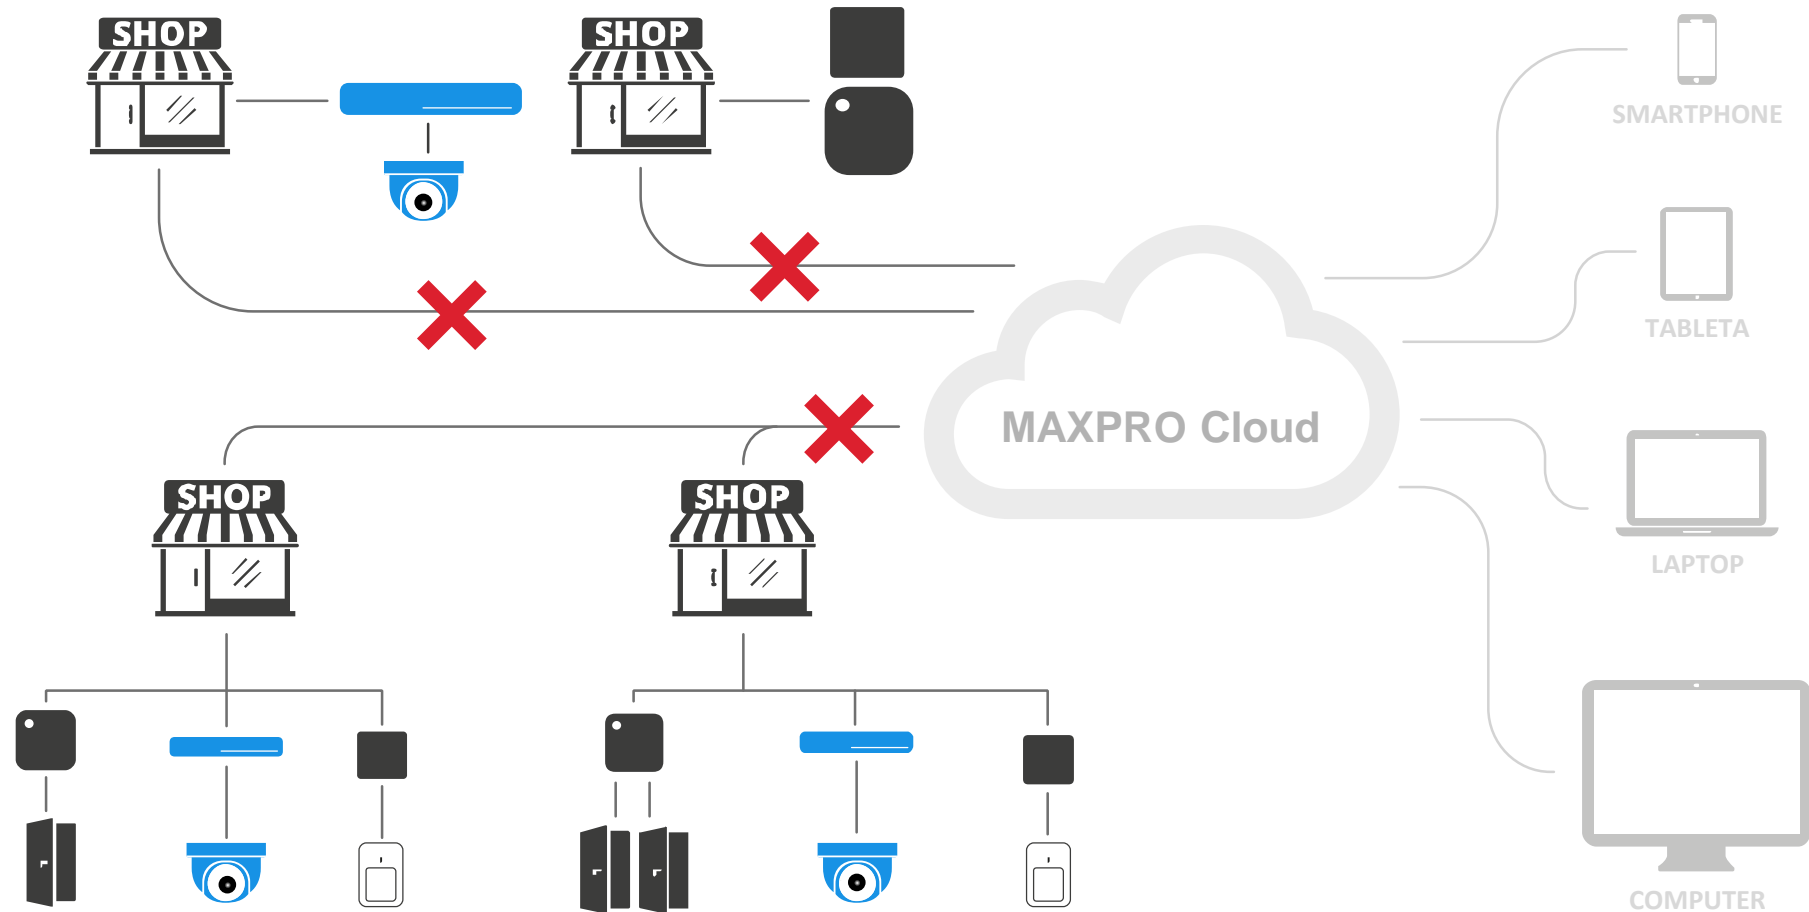 SHOP
SHOP
SMARTPHONE
TABLETA
MAXPRO Cloud
SHOP
SHOP
LAPTOP
COMPUTER